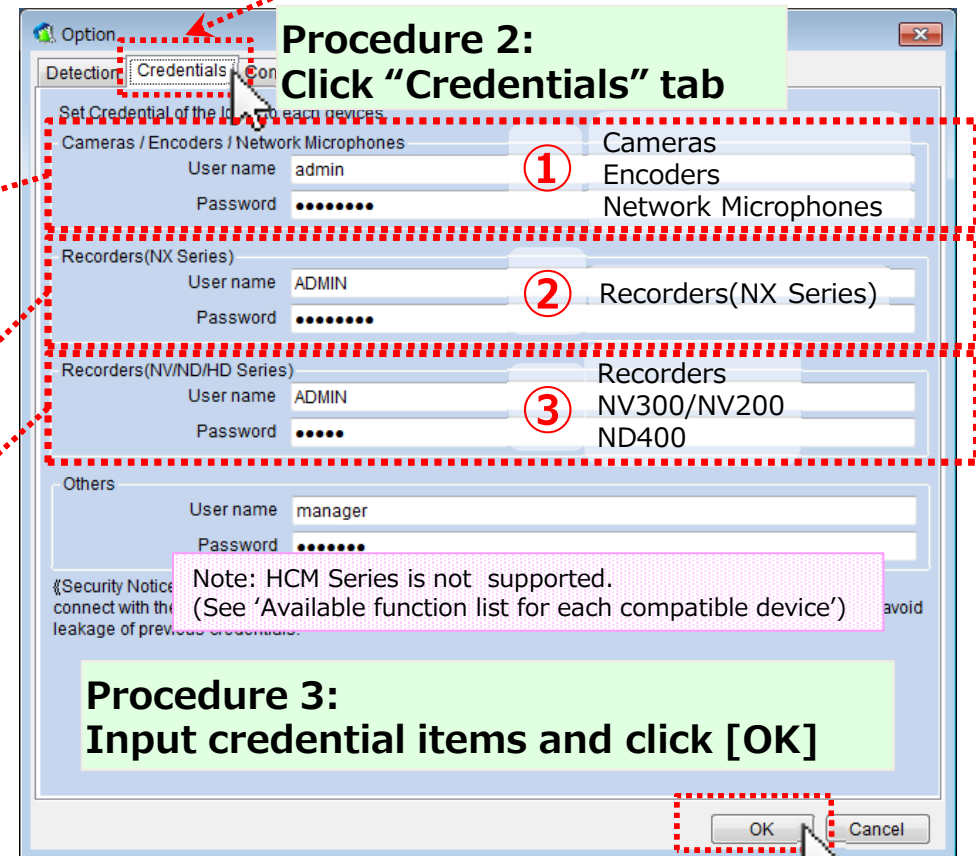 Option
Procedure 2:
Click “Credentials” tab
Detection Credentials Con
Set Credential of the each devices
Cameras / Encoders / Network Microphones
User name admin
Password ••••••••
① Cameras
Encoders
Network Microphones
Recorders(NX Series)
User name ADMIN
Password ••••••••
② Recorders(NX Series)
Recorders(NV/ND/HD Series)
User name ADMIN
Password •••••
③ Recorders
NV300/NV200
ND400
Others
User name manager
Password •••••••
Note: HCM Series is not supported.
(See ‘Available function list for each compatible device’)
《Security Notice
connect with the avoid
leakage of previous credentials.
Procedure 3:
Input credential items and click [OK]
OK Cancel